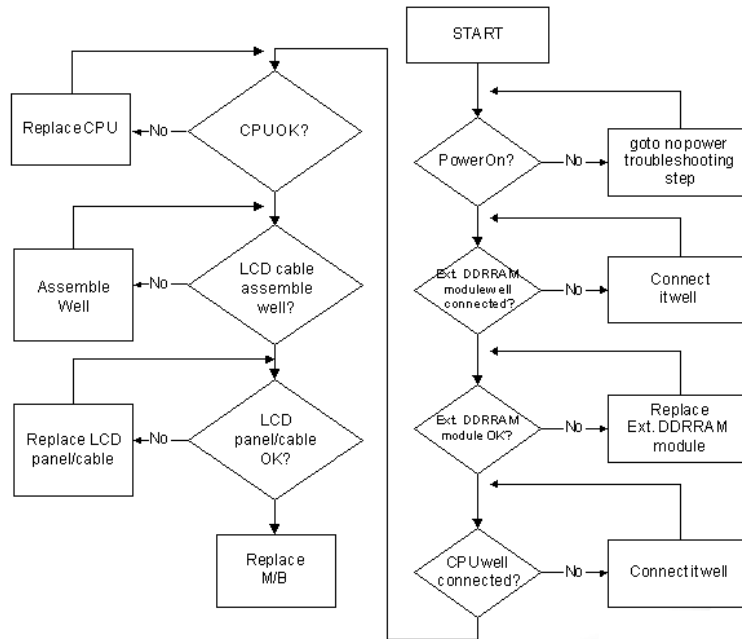 START
PowerOn?
No
goto no power
troubleshooting
step
Ext. DDRRAM
modulewell
connected?
No
Connect
itwell
Ext. DDRRAM
module OK?
No
Replace
Ext. DDRRAM
module
CPUwell
connected?
No
Connectitwell
CPUOK?
No
ReplaceCPU
LCD cable
assemble
well?
No
Assemble
Well
LCD
panel/cable
OK?
No
Replace LCD
panel/cable
Replace
M/B